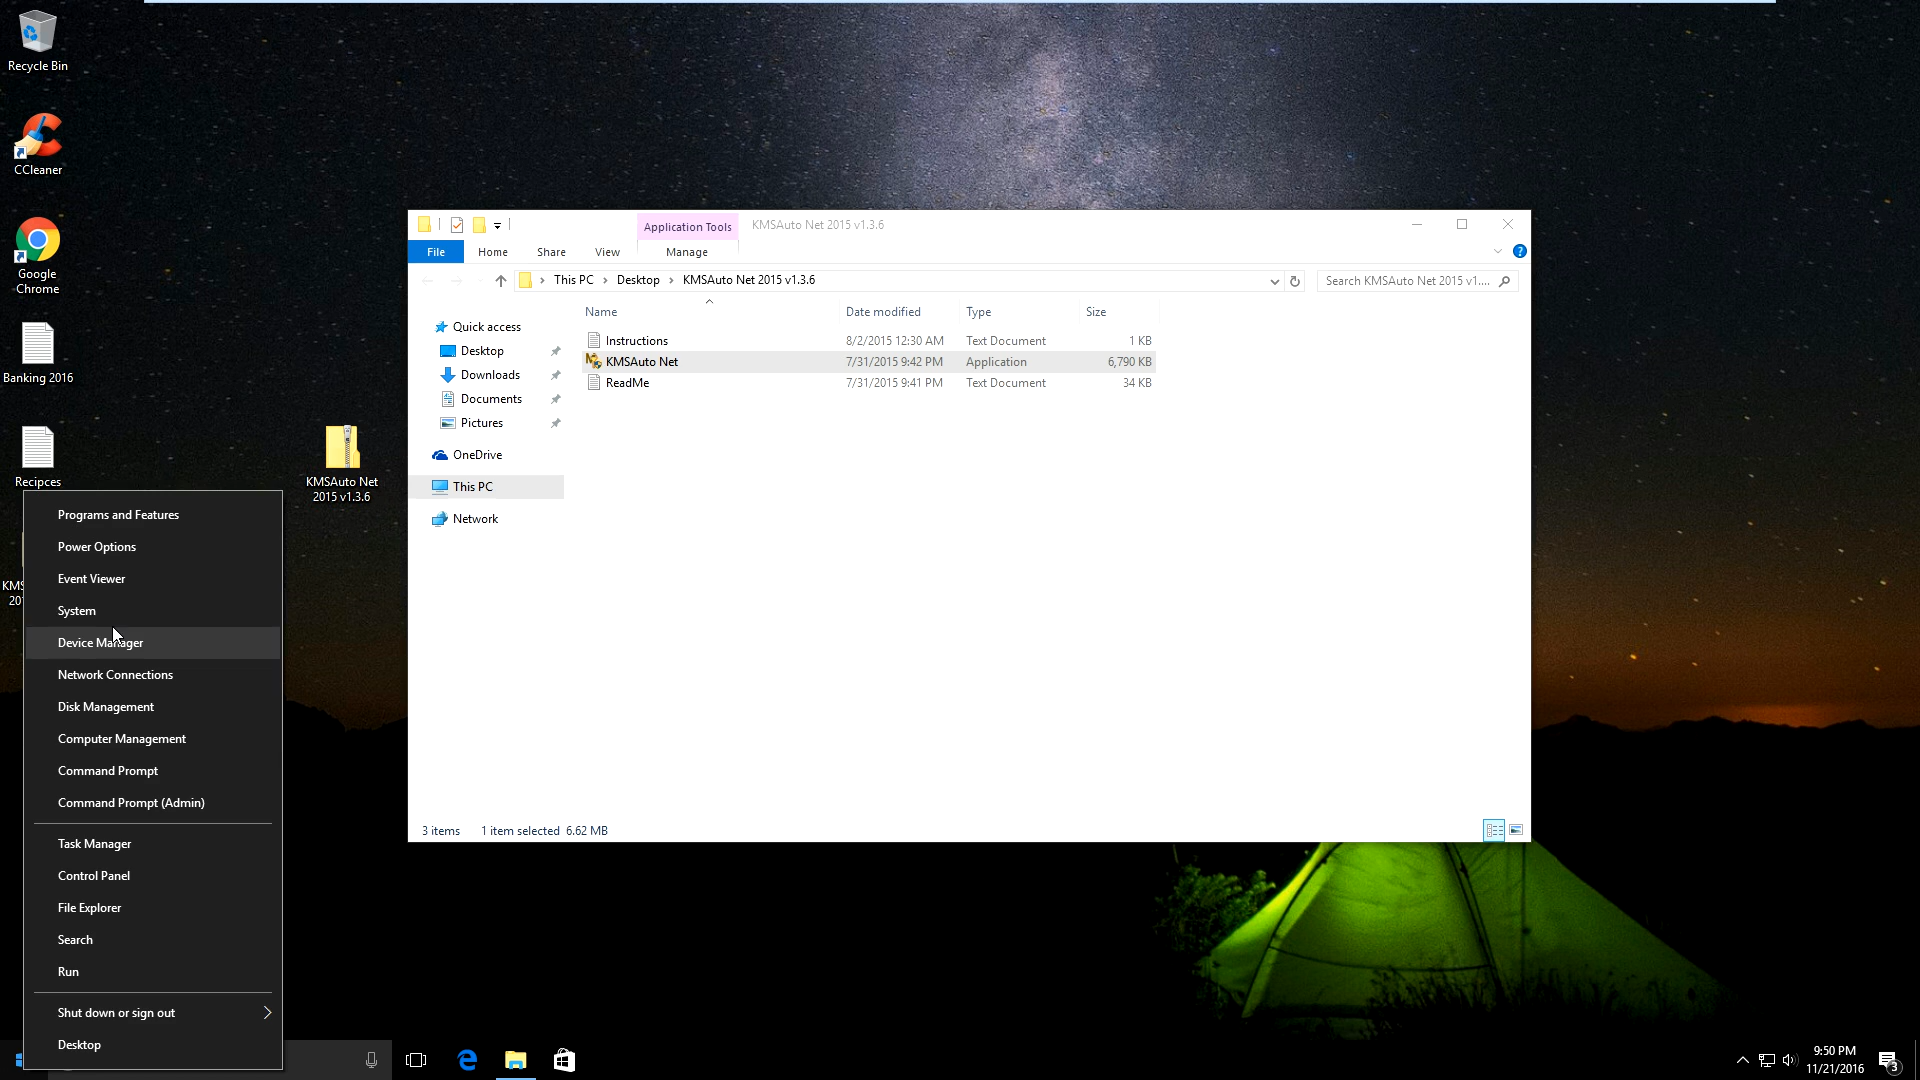 Recycle Bin
CCleaner
Google
Chrome
Banking 2016
Recipces
KMSAuto Net
2015 v1.3.6
Application Tools
KMSAuto Net 2015 v1.3.6
File
Home
Share
View
Manage
This PC
Desktop
KMSAuto Net 2015 v1.3.6
Search KMSAuto Net 2015 v1....
Name
Date modified
Type
Size
Quick access
Desktop
Downloads
Documents
Pictures
OneDrive
This PC
Network
Instructions 8/2/2015 12:30 AM Text Document 1 KB
KMSAuto Net 7/31/2015 9:42 PM Application 6,790 KB
ReadMe 7/31/2015 9:41 PM Text Document 34 KB
3 items 1 item selected 6.62 MB
KMS
201
Programs and Features
Power Options
Event Viewer
System
Device Manager
Network Connections
Disk Management
Computer Management
Command Prompt
Command Prompt (Admin)
Task Manager
Control Panel
File Explorer
Search
Run
Shut down or sign out
Desktop
9:50 PM
11/21/2016
3